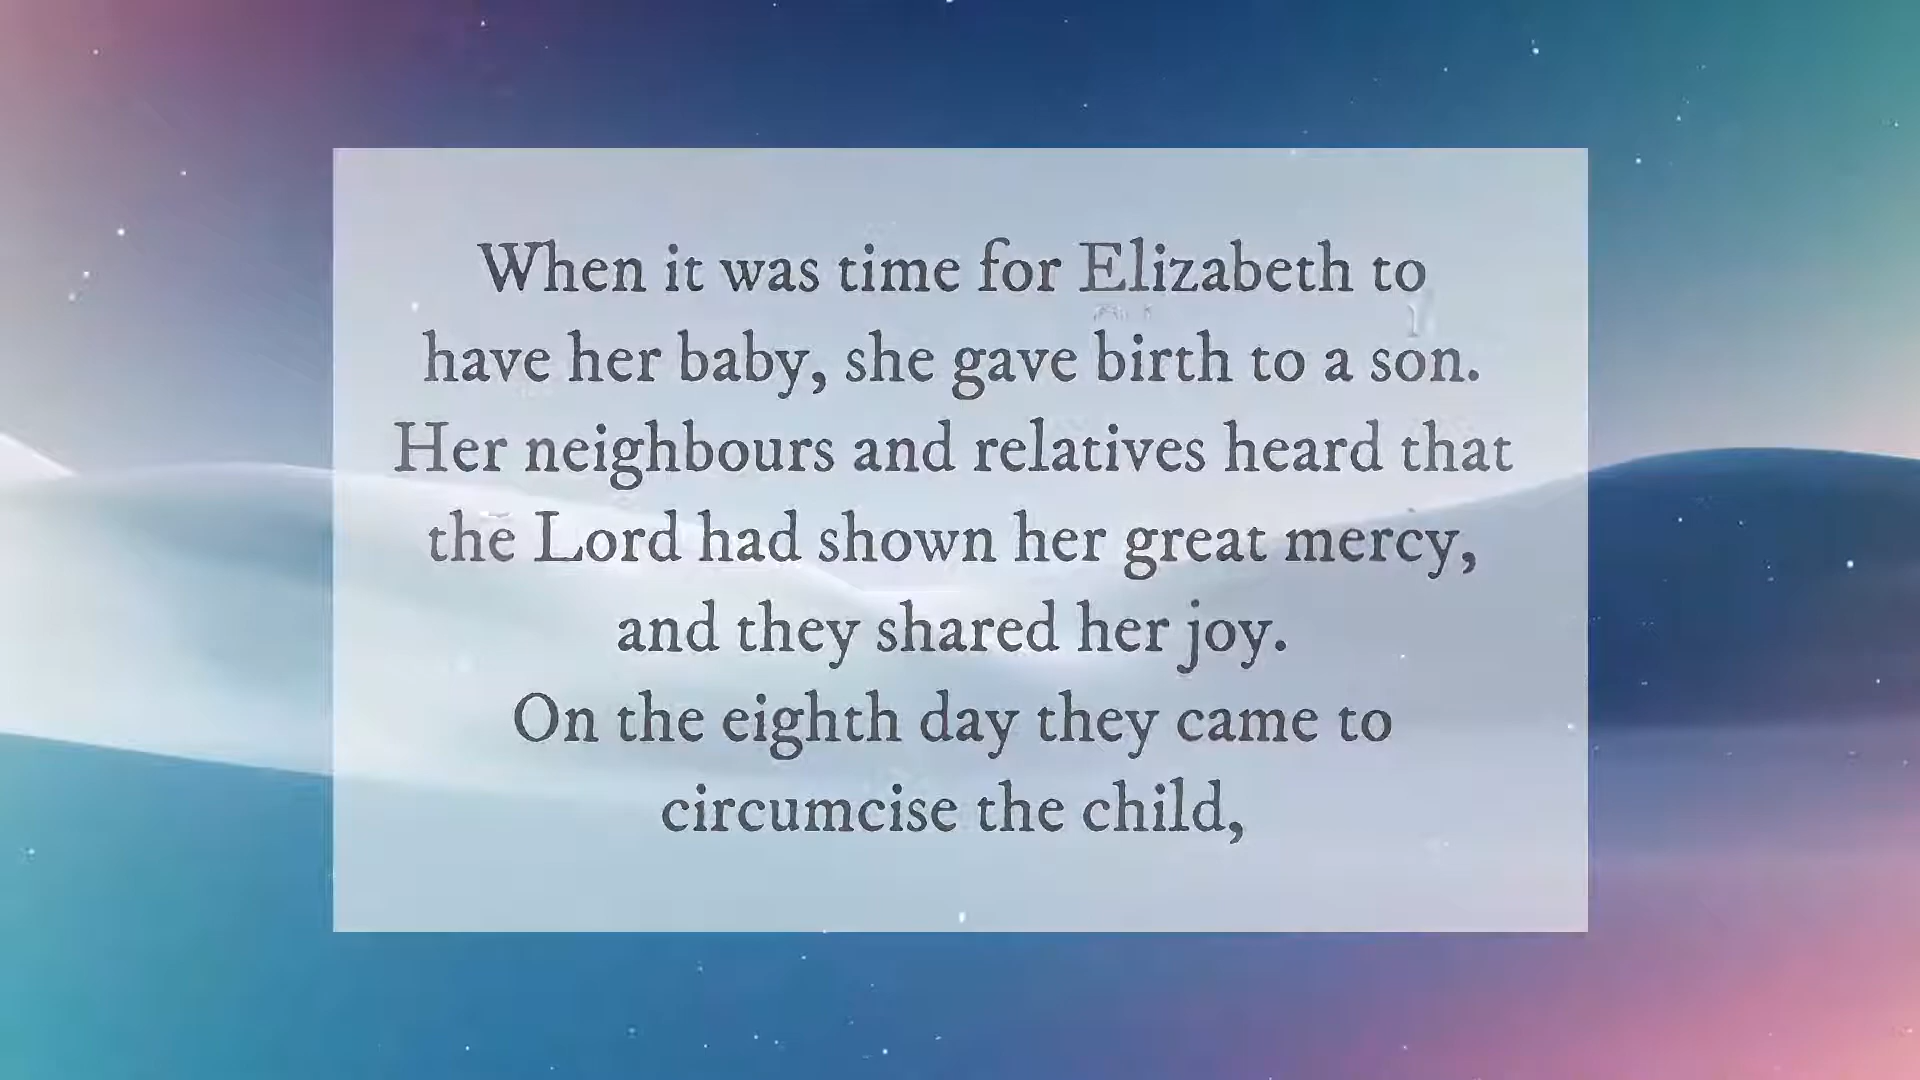 When it was time for Elizabeth to
have her baby, she gave birth to a son.
Her neighbours and relatives heard that
the Lord had shown her great mercy,
and they shared her joy.
On the eighth day they came to
circumcise the child,